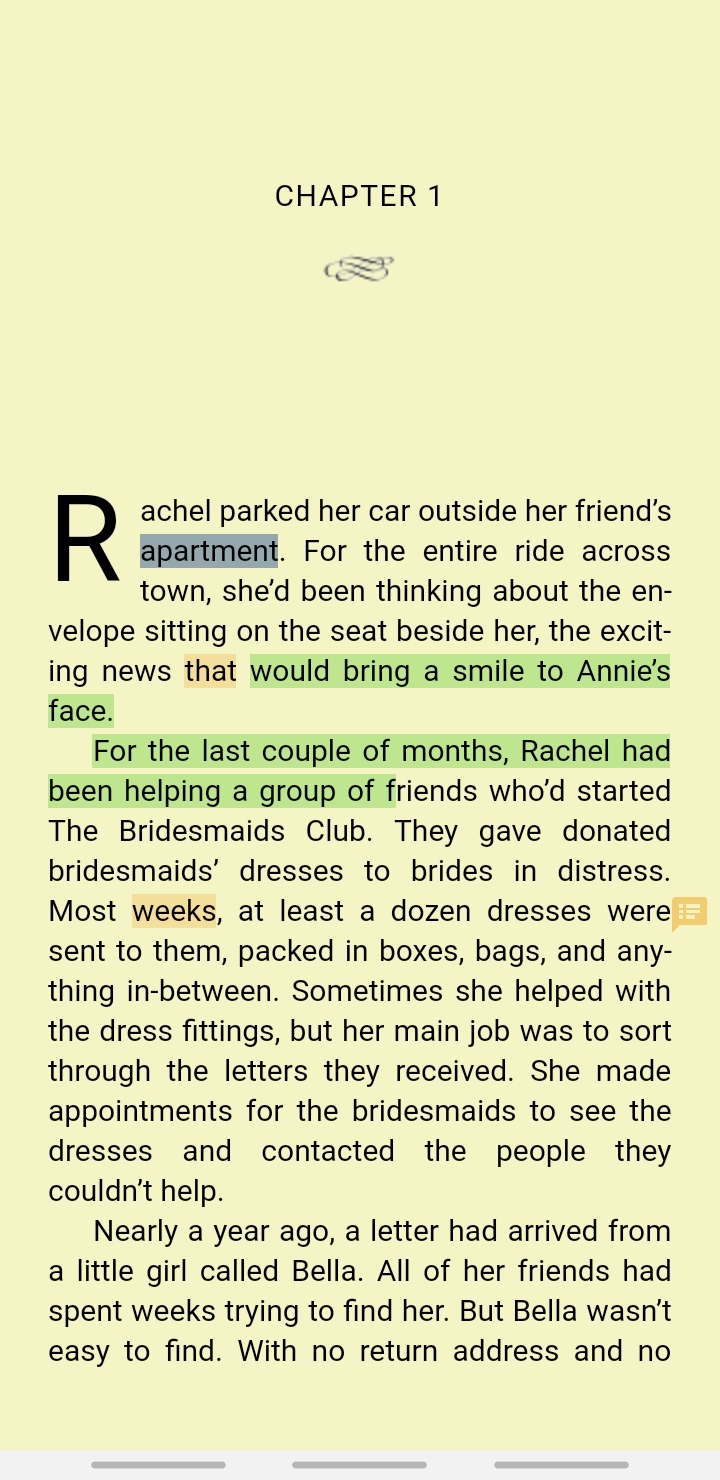 CHAPTER 1
Rachel parked her car outside her friend’s
apartment. For the entire ride across
town, she’d been thinking about the en-
velope sitting on the seat beside her, the excit-
ing news that would bring a smile to Annie’s
face.
For the last couple of months, Rachel had
been helping a group of friends who’d started
The Bridesmaids Club. They gave donated
bridesmaids’ dresses to brides in distress.
Most weeks, at least a dozen dresses were
sent to them, packed in boxes, bags, and any-
thing in-between. Sometimes she helped with
the dress fittings, but her main job was to sort
through the letters they received. She made
appointments for the bridesmaids to see the
dresses and contacted the people they
couldn’t help.
Nearly a year ago, a letter had arrived from
a little girl called Bella. All of her friends had
spent weeks trying to find her. But Bella wasn’t
easy to find. With no return address and no